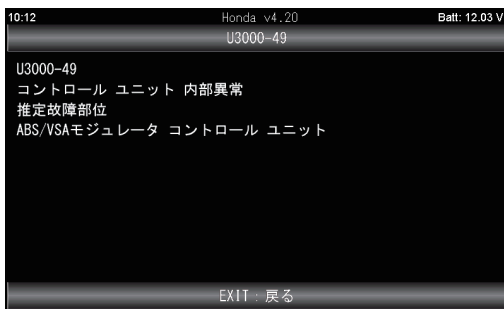 10:12 Honda v4.20 Batt: 12.03 V
U3000-49
U3000-49
コントロール ユニット 内部異常
推定故障部位
ABS/VSAモジュレータ コントロール ユニット
EXIT : 戻る